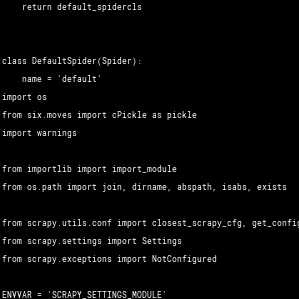 return default_spidercls
class DefaultSpider(Spider):
name = 'default'
import os
from six.moves import cPickle as pickle
import warnings
from importlib import import_module
from os.path import join, dirname, abspath, isabs, exists
from scrapy.utils.conf import closest_scrapy_cfg, get_config
from scrapy.settings import Settings
from scrapy.exceptions import NotConfigured
ENVVAR = 'SCRAPY_SETTINGS_MODULE'